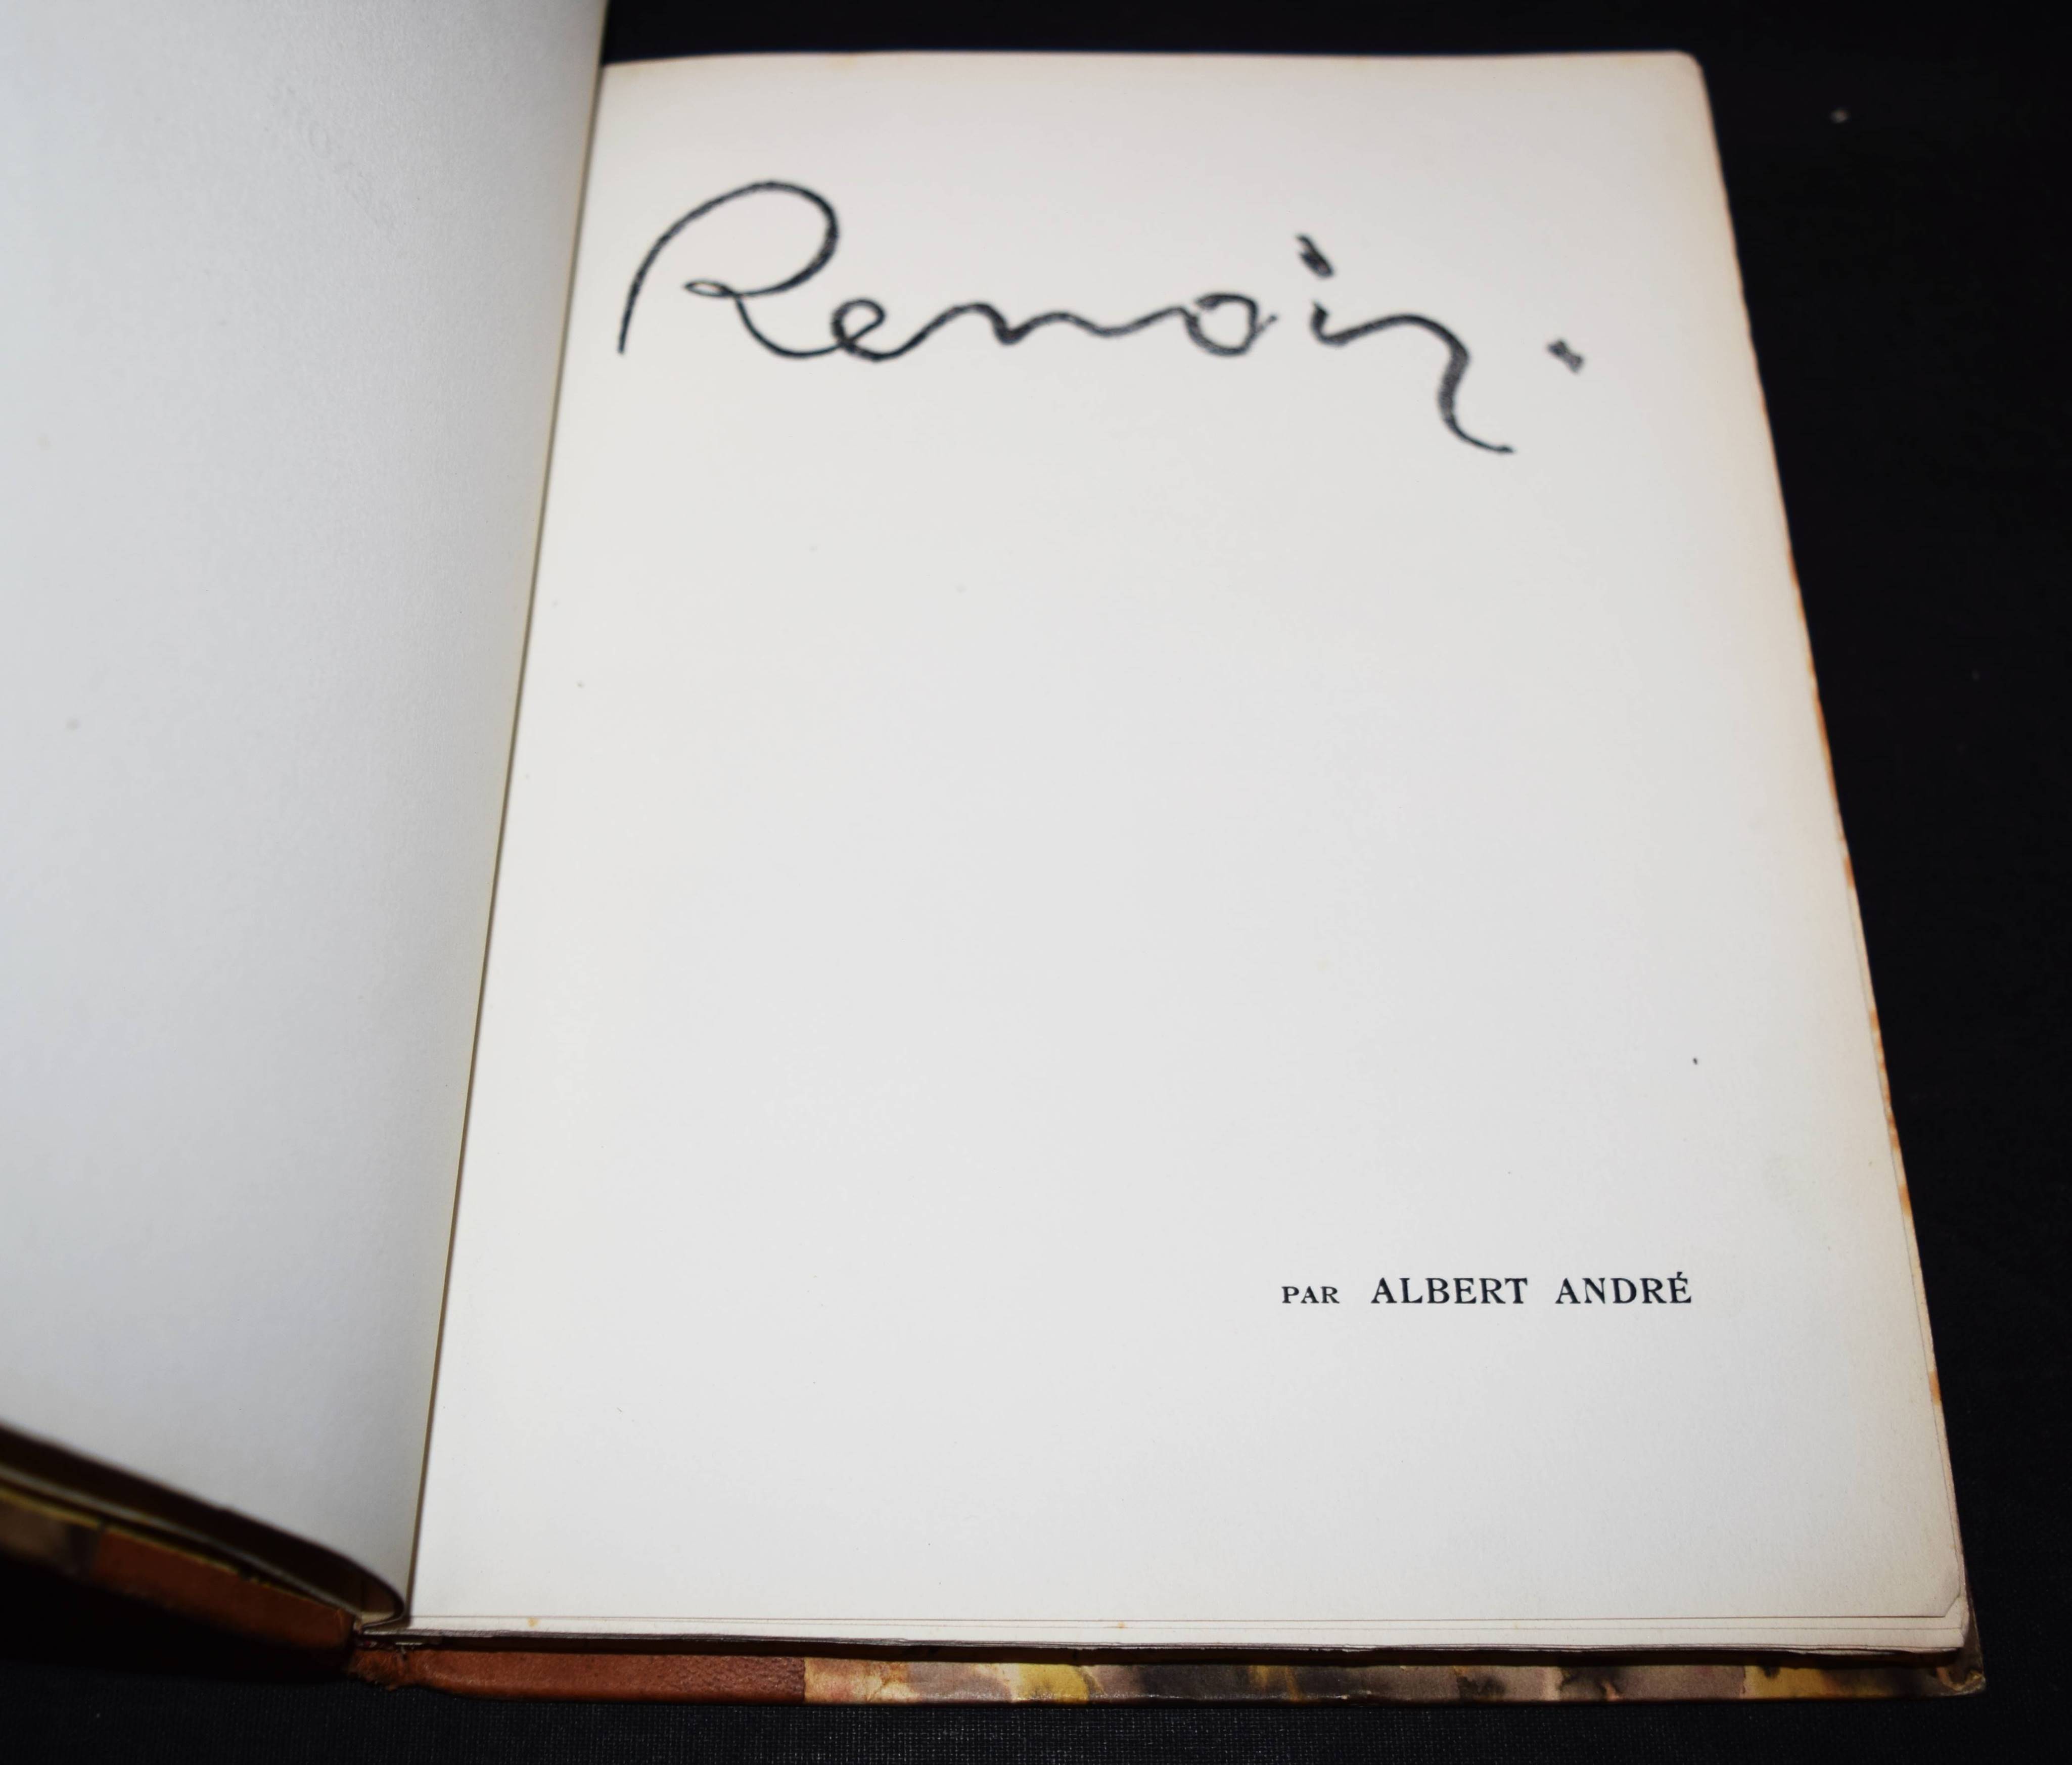 Renoir.
PAR ALBERT ANDRÉ